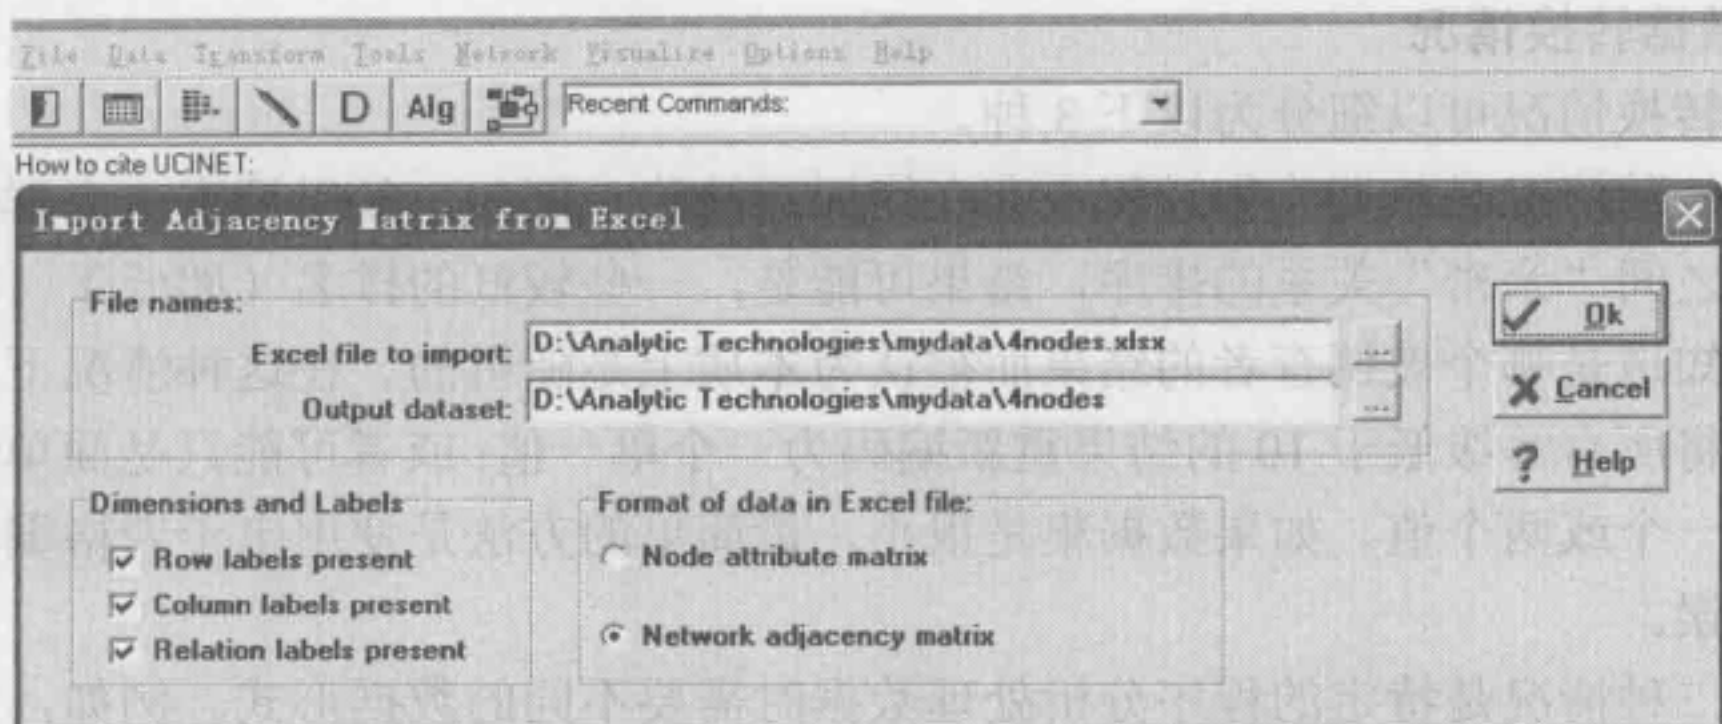 File Data Transform Tools Network Visualize Options Help
D Alg Recent Commands:
How to cite UCINET:
Import Adjacency Matrix from Excel
File names:
Excel file to import: D:\Analytic Technologies\mydata\4nodes.xlsx ...
Output dataset: D:\Analytic Technologies\mydata\4nodes ...
Ok
Cancel
? Help
Dimensions and Labels
Row labels present
Column labels present
Relation labels present
Format of data in Excel file:
Node attribute matrix
Network adjacency matrix